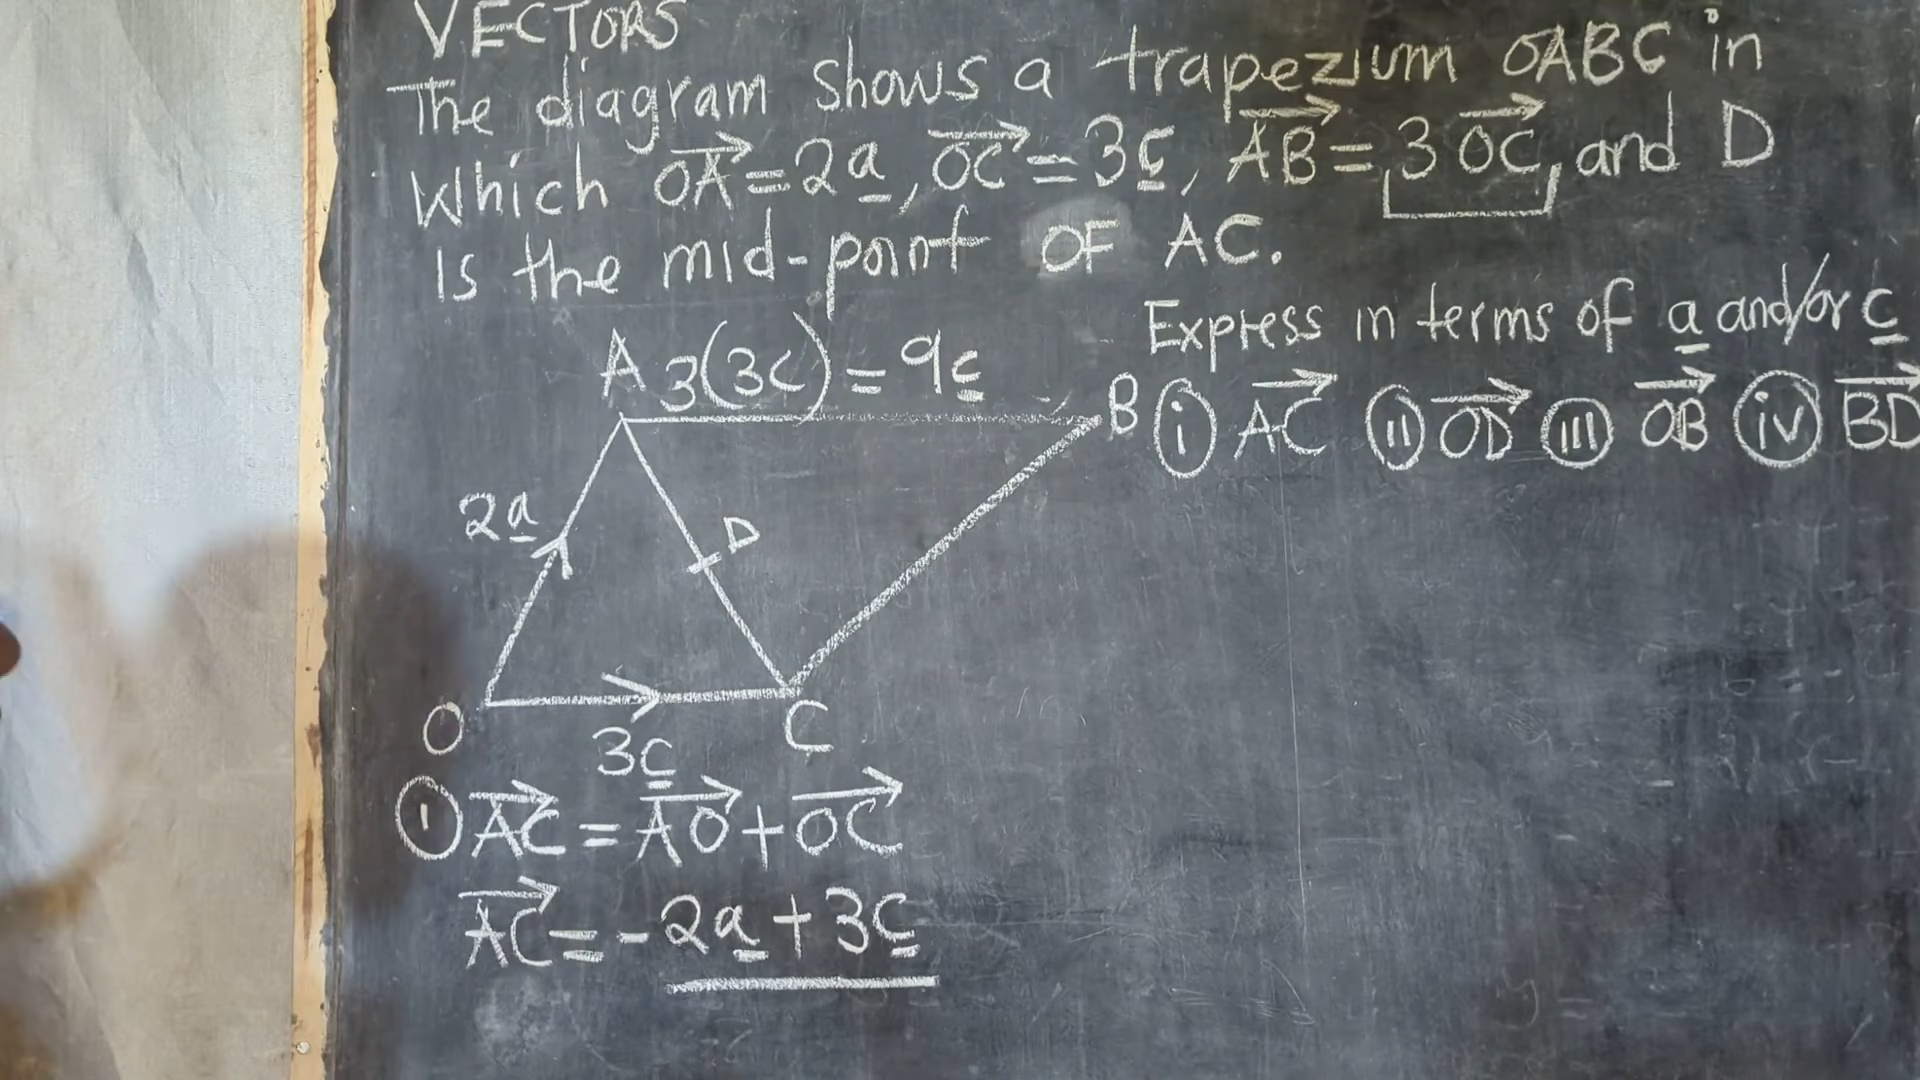 VECTORS
The diagram shows a trapezium OABC in
Which OA→ = 2a, OC→ = 3c, AB→ = 3 OC→, and D
is the mid-point OF AC.
Express in terms of a and/or c
i AC→ ii OD→ iii OB→ iv BD→
A 3(3c) = 9c
B
2a
D
O
C
3c
i AC→ = AO→ + OC→
AC→ = -2a + 3c